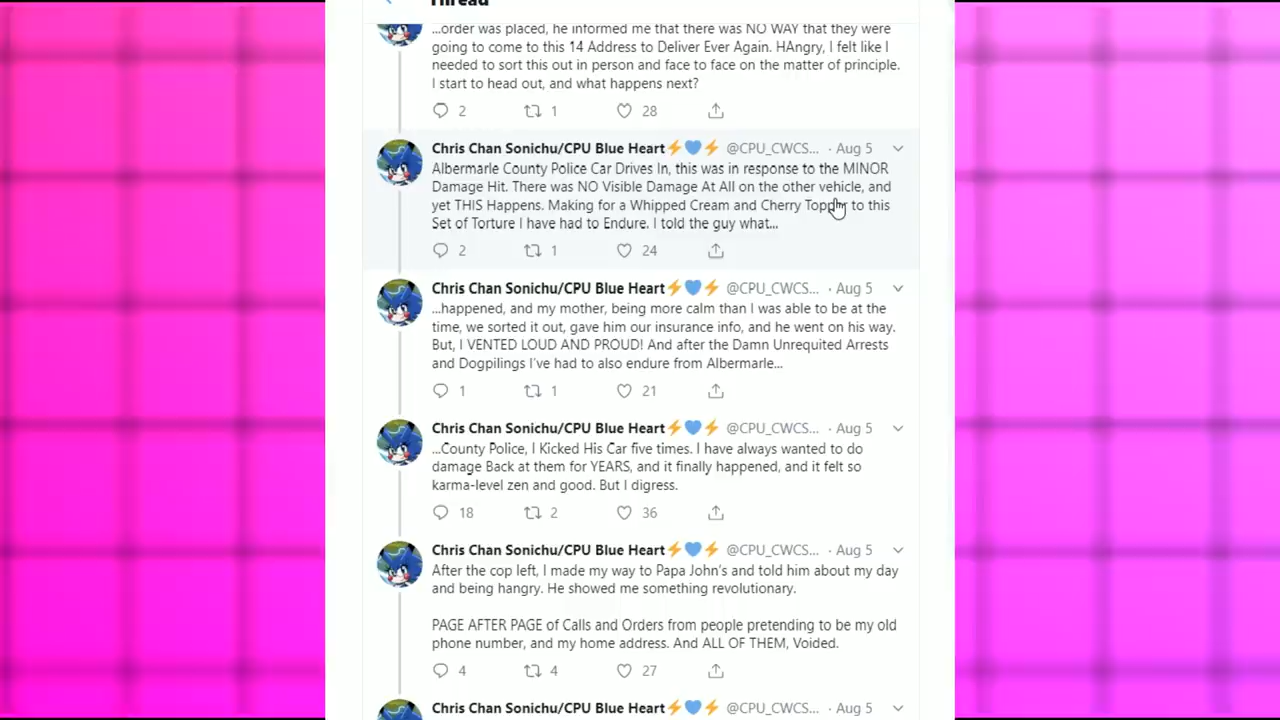 Thread
...order was placed, he informed me that there was NO WAY that they were
going to come to this 14 Address to Deliver Ever Again. HAngry, I felt like I
needed to sort this out in person and face to face on the matter of principle.
I start to head out, and what happens next?
2 1 28
Chris Chan Sonichu/CPU Blue Heart⚡💙⚡ @CPU_CWCS... · Aug 5
Albermarle County Police Car Drives In, this was in response to the MINOR
Damage Hit. There was NO Visible Damage At All on the other vehicle, and
yet THIS Happens. Making for a Whipped Cream and Cherry Topper to this
Set of Torture I have had to Endure. I told the guy what...
2 1 24
Chris Chan Sonichu/CPU Blue Heart⚡💙⚡ @CPU_CWCS... · Aug 5
...happened, and my mother, being more calm than I was able to be at the
time, we sorted it out, gave him our insurance info, and he went on his way.
But, I VENTED LOUD AND PROUD! And after the Damn Unrequited Arrests
and Dogpilings I've had to also endure from Albermarle...
1 1 21
Chris Chan Sonichu/CPU Blue Heart⚡💙⚡ @CPU_CWCS... · Aug 5
...County Police, I Kicked His Car five times. I have always wanted to do
damage Back at them for YEARS, and it finally happened, and it felt so
karma-level zen and good. But I digress.
18 2 36
Chris Chan Sonichu/CPU Blue Heart⚡💙⚡ @CPU_CWCS... · Aug 5
After the cop left, I made my way to Papa John's and told him about my day
and being hangry. He showed me something revolutionary.
PAGE AFTER PAGE of Calls and Orders from people pretending to be my old
phone number, and my home address. And ALL OF THEM, Voided.
4 4 27
Chris Chan Sonichu/CPU Blue Heart⚡💙⚡ @CPU_CWCS... · Aug 5